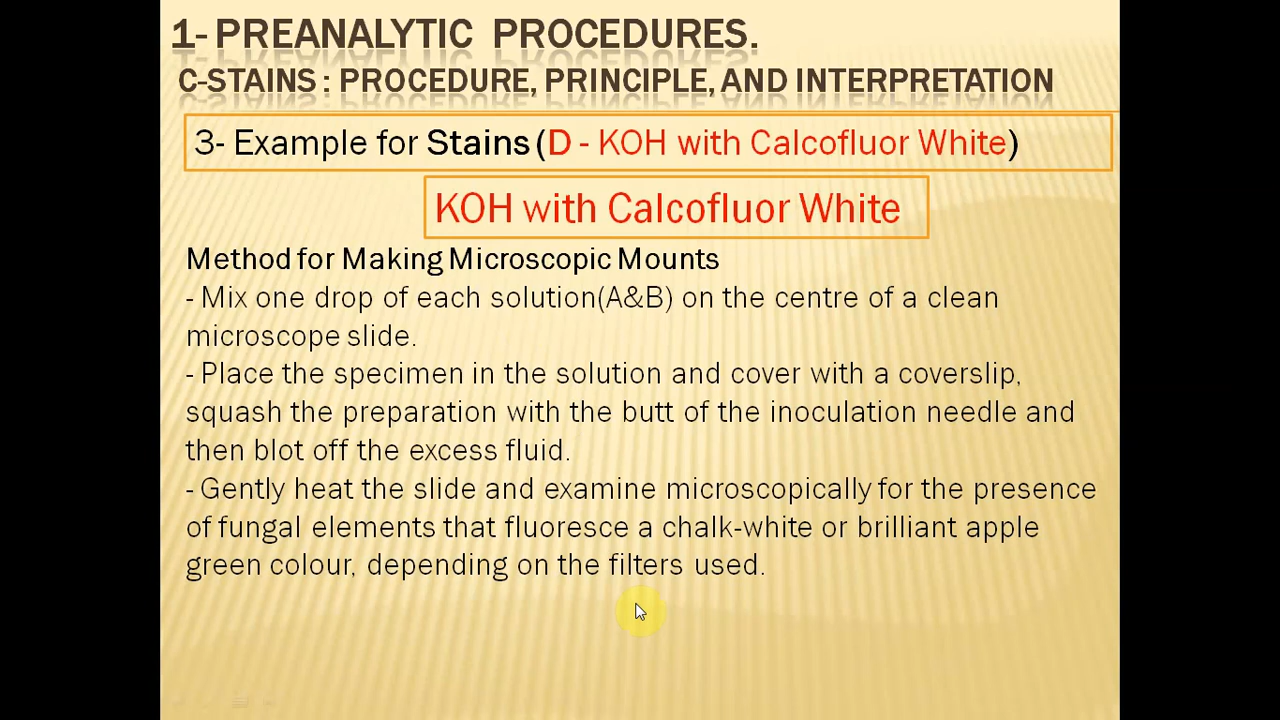 1- PREANALYTIC PROCEDURES.
C-STAINS : PROCEDURE, PRINCIPLE, AND INTERPRETATION
3- Example for Stains (D - KOH with Calcofluor White)
KOH with Calcofluor White
Method for Making Microscopic Mounts
- Mix one drop of each solution(A&B) on the centre of a clean
microscope slide.
- Place the specimen in the solution and cover with a coverslip,
squash the preparation with the butt of the inoculation needle and
then blot off the excess fluid.
- Gently heat the slide and examine microscopically for the presence
of fungal elements that fluoresce a chalk-white or brilliant apple
green colour, depending on the filters used.